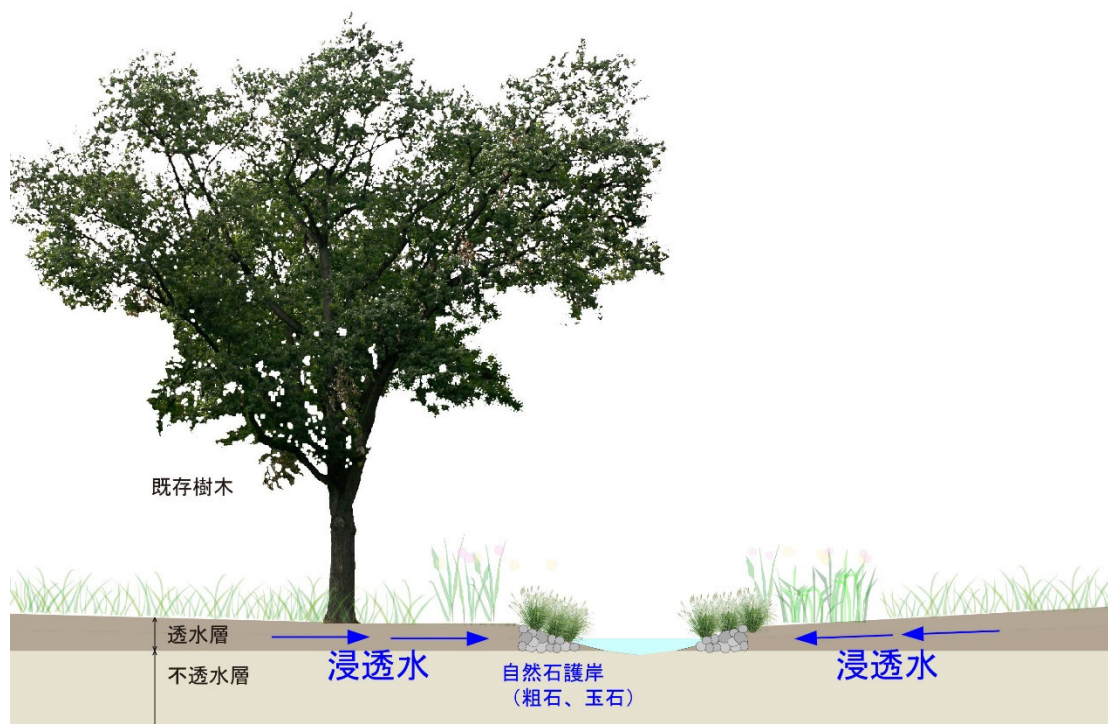 既存樹木
透水層
浸透水
浸透水
不透水層
自然石護岸
（粗石、玉石）